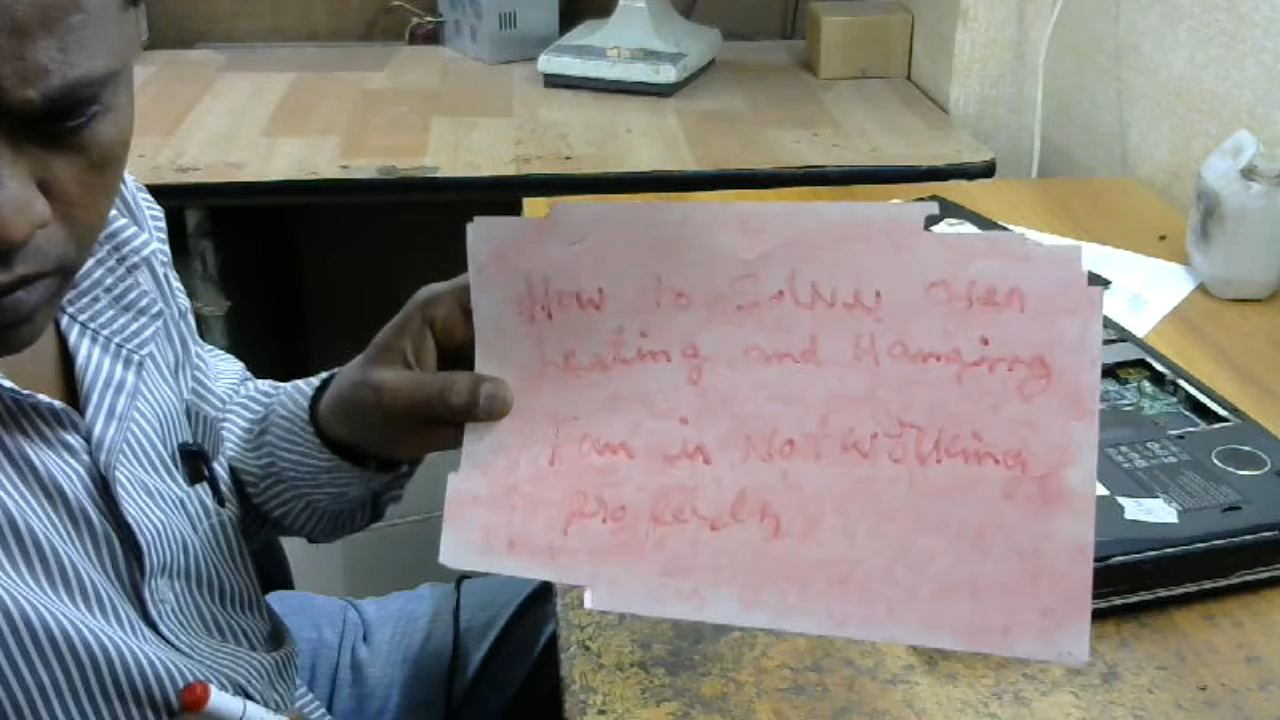 How to Solve over
heating and Hanging
Fan is Not working
properly